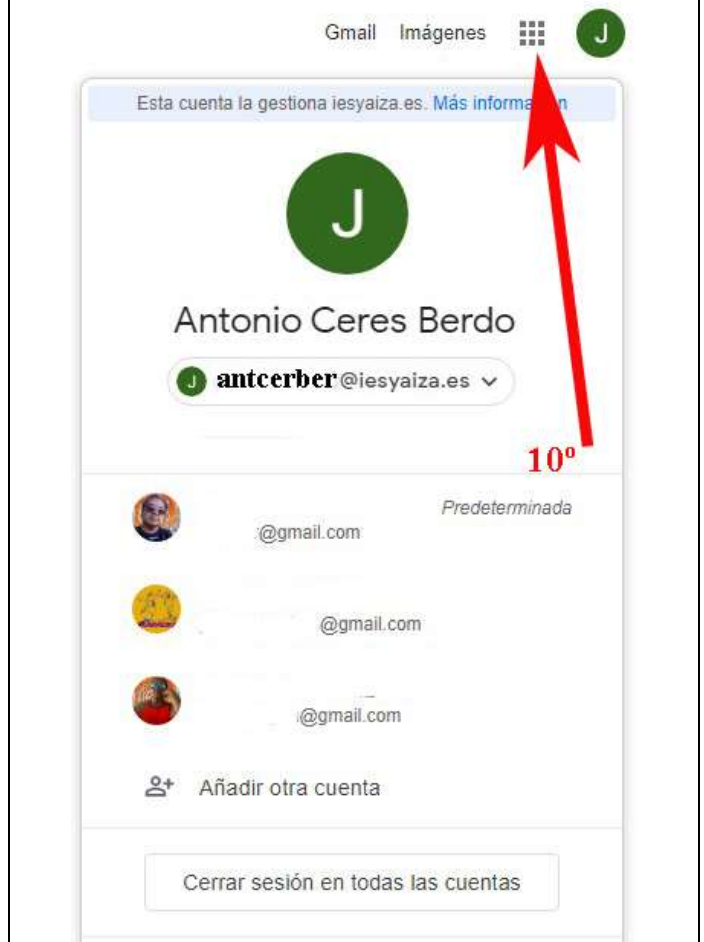 Gmail Imágenes J
Esta cuenta la gestiona iesyaiza.es. Más información
J
Antonio Ceres Berdo
J antcerber@iesyaiza.es
10º
Predeterminada
@gmail.com
@gmail.com
@gmail.com
Añadir otra cuenta
Cerrar sesión en todas las cuentas